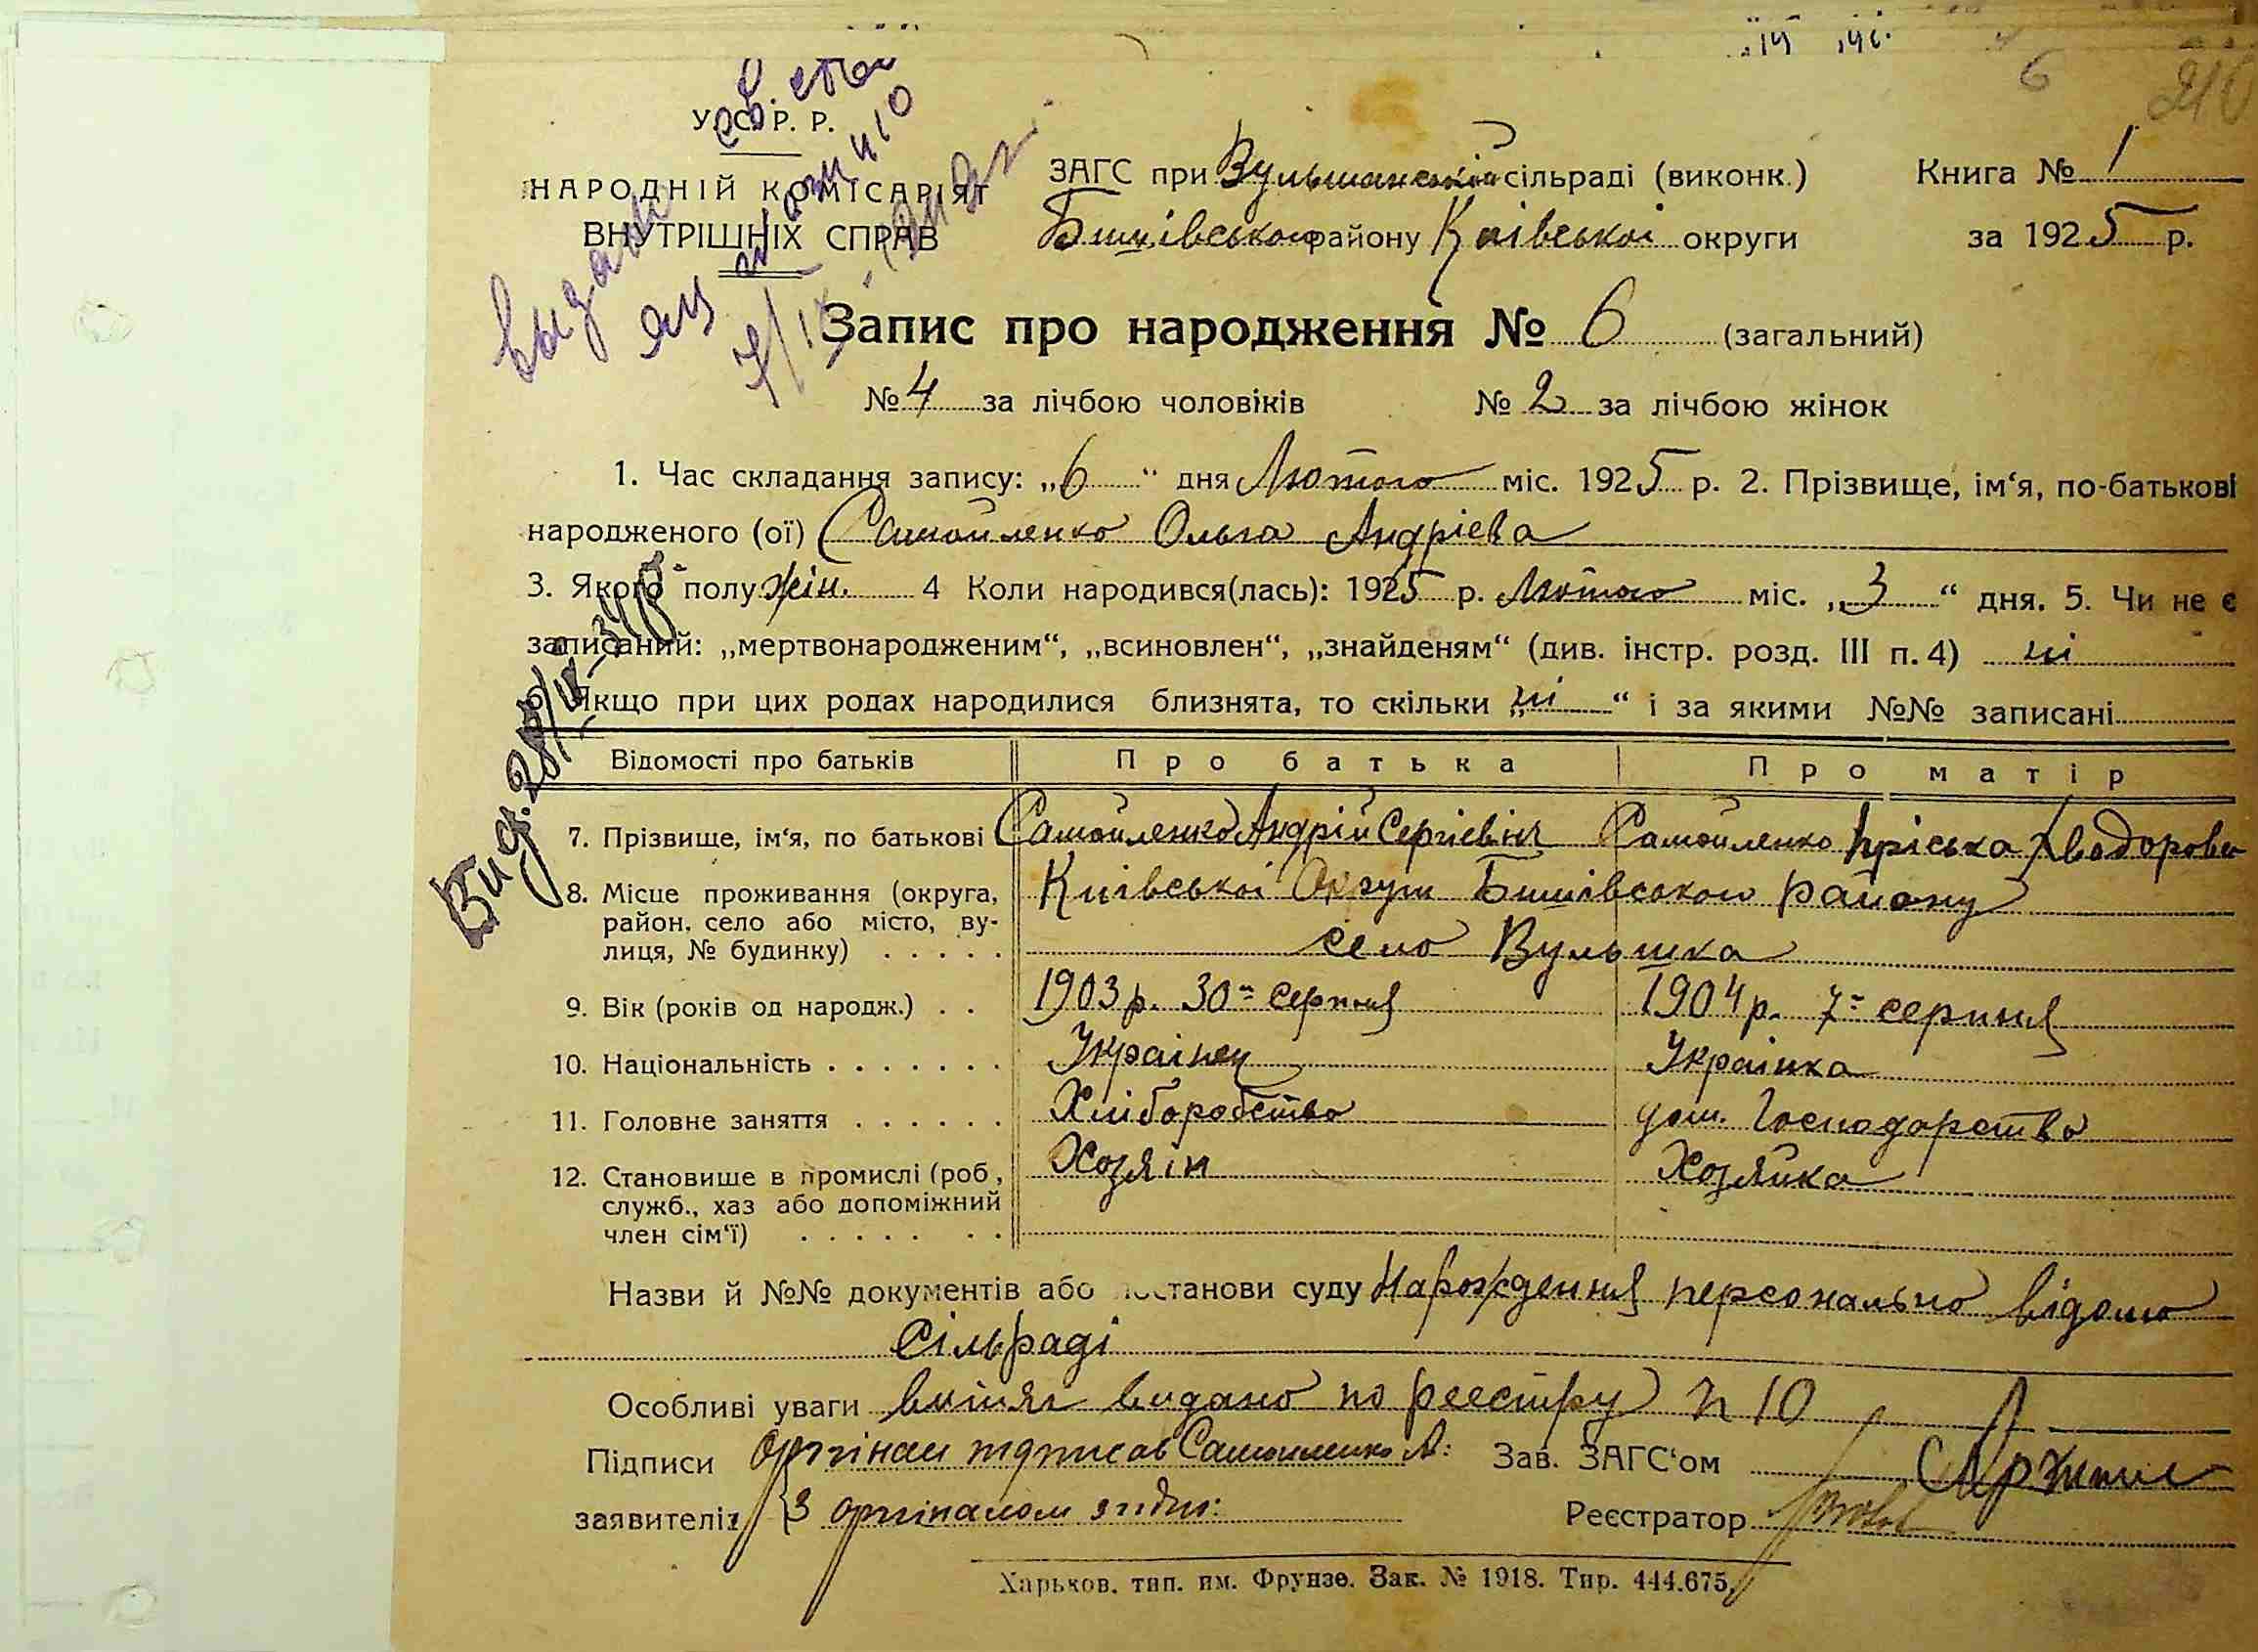 6
210
У. С. Р. Р.
НАРОДНІЙ КОМІСАРІЯТ
ВНУТРІШНІХ СПРАВ
ЗАГС при Вульшанській сільраді (виконк.)
Книга № 1
Бишівського району Київської округи
за 1925 р.
Запис про народження № 6 (загальний)
№ 4 за лічбою чоловіків № 2 за лічбою жінок
1. Час складання запису: „6“ дня Лютого міс. 1925 р. 2. Прізвище, ім‘я, по-батькові
народженого (ої) Самойленко Ольга Андрієва
3. Якого полу жін. 4 Коли народився(лась): 1925 р. Лютого міс. „3“ дня. 5. Чи не є
записаний: „мертвонародженим“, „всиновлен“, „знайденям“ (див. інстр. розд. III п. 4) ні
6. Якщо при цих родах народилися близнята, то скільки „ні“ і за якими №№ записані
Відомості про батьків Про батька Про матір
7. Прізвище, ім‘я, по батькові Самойленко Андрій Сергієвич Самойленко Пріська Хводорова
8. Місце проживання (округа, район, село або місто, вулиця, № будинку) Київської Округи Бишівського району
село Вульшка
9. Вік (років од народж.) 1903 р. 30го серпня 1904 р. 7го серпня
10. Національність Українец Українка
11. Головне заняття Хліборобство дом. Господарство
12. Становище в промислі (роб, служб., хаз або допоміжний член сім‘ї) Хозяін Хозяйка
Назви й №№ документів або постанови суду Нарождення персонально відомо
сільраді
Особливі уваги витяг видано по реєстру N 10
Підписи Оригінал підписав Самойленко А: Зав. ЗАГС‘ом
заявителів З оригіналом згідно: Реєстратор
Харьков. тип. им. Фрунзе. Зак. № 1918. Тир. 444.675.